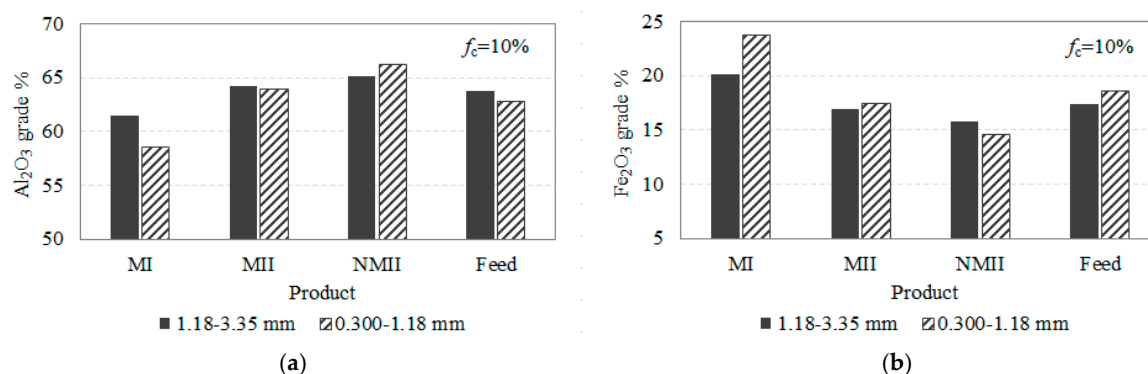 70
65
60
55
50
Al₂O₃ grade %
f_c=10%
MI MII NMII Feed
Product
1.18-3.35 mm 0.300-1.18 mm
(a)
25
20
15
10
5
Fe₂O₃ grade %
f_c=10%
MI MII NMII Feed
Product
1.18-3.35 mm 0.300-1.18 mm
(b)